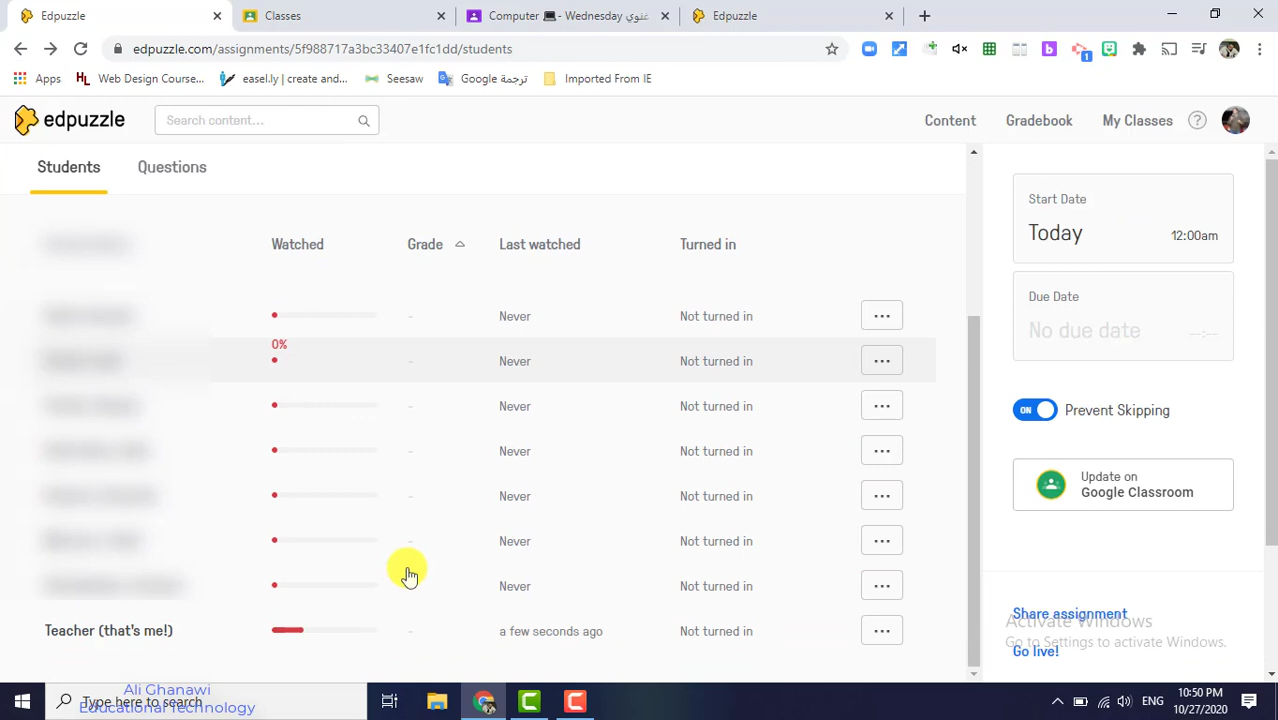 Edpuzzle
Classes
Computer 💻 - Wednesday غنوي
Edpuzzle
edpuzzle.com/assignments/5f988717a3bc33407e1fc1dd/students
Apps
Web Design Course...
easel.ly | create and...
Seesaw
ترجمة Google
Imported From IE
edpuzzle
Search content...
Content
Gradebook
My Classes
Students
Questions
Watched
Grade
Last watched
Turned in
- Never Not turned in
0%
- Never Not turned in
- Never Not turned in
- Never Not turned in
- Never Not turned in
- Never Not turned in
Never Not turned in
Teacher (that's me!) - a few seconds ago Not turned in
Start Date
Today 12:00am
Due Date
No due date --:--
ON Prevent Skipping
Update on
Google Classroom
Share assignment
Activate Windows
Go to Settings to activate Windows.
Go live!
Type here to search
Ali Ghanawi
Educational Technology
ENG
10:50 PM
10/27/2020